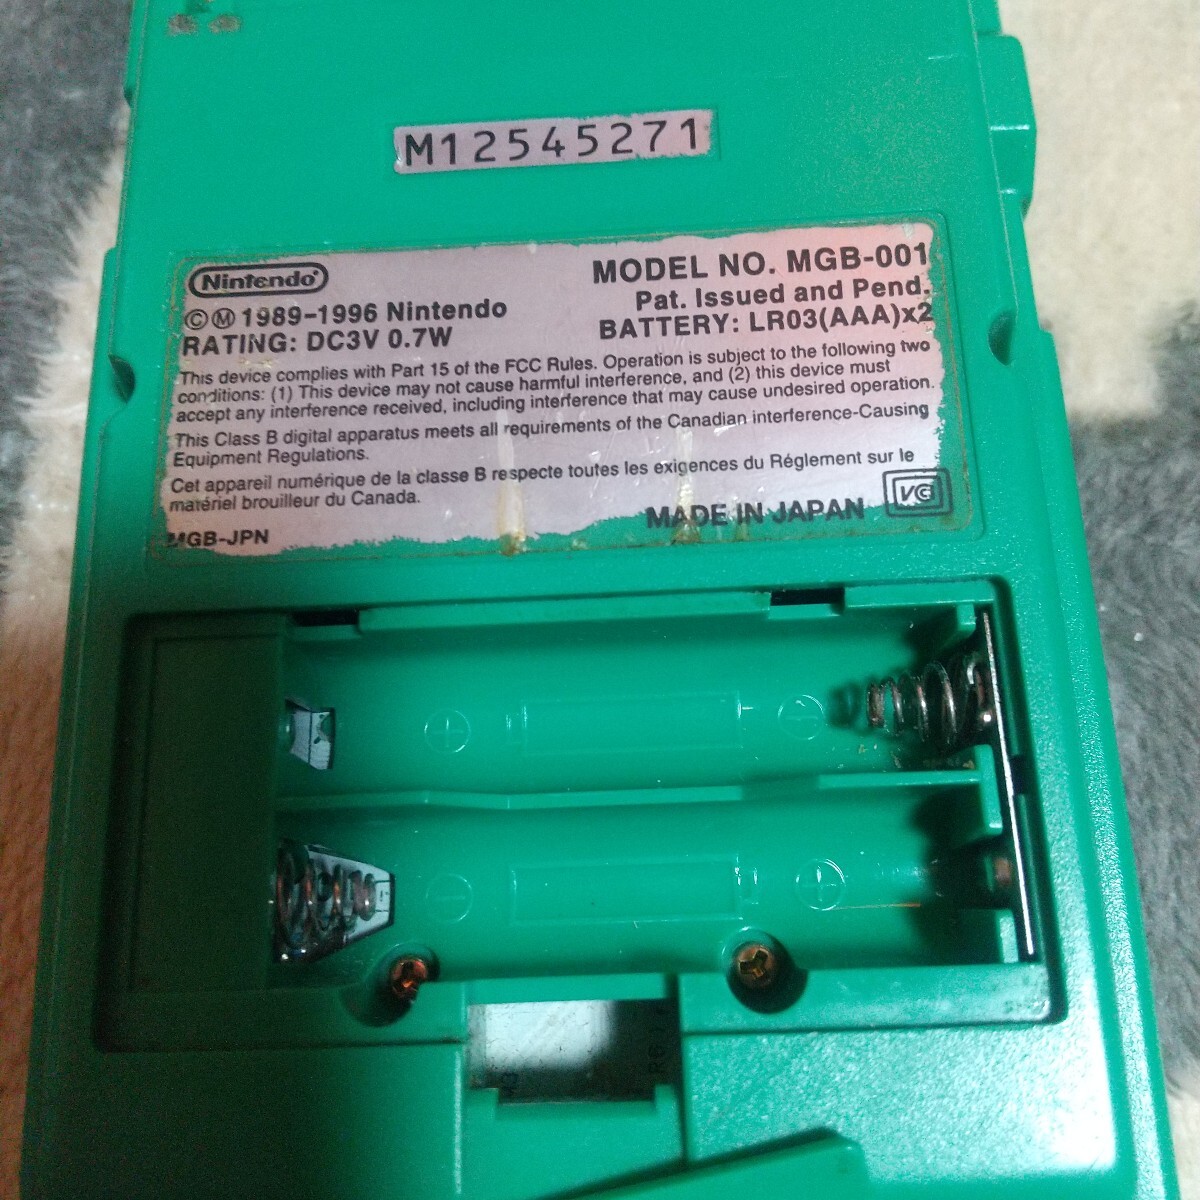 M12545271
Nintendo
MODEL NO. MGB-001
©Ⓜ 1989-1996 Nintendo
Pat. Issued and Pend.
RATING: DC3V 0.7W
BATTERY: LR03(AAA)x2
This device complies with Part 15 of the FCC Rules. Operation is subject to the following two
conditions: (1) This device may not cause harmful interference, and (2) this device must
accept any interference received, including interference that may cause undesired operation.
This Class B digital apparatus meets all requirements of the Canadian interference-Causing
Equipment Regulations.
Cet appareil numérique de la classe B respecte toutes les exigences du Réglement sur le
matériel brouilleur du Canada.
VG
MADE IN JAPAN
MGB-JPN